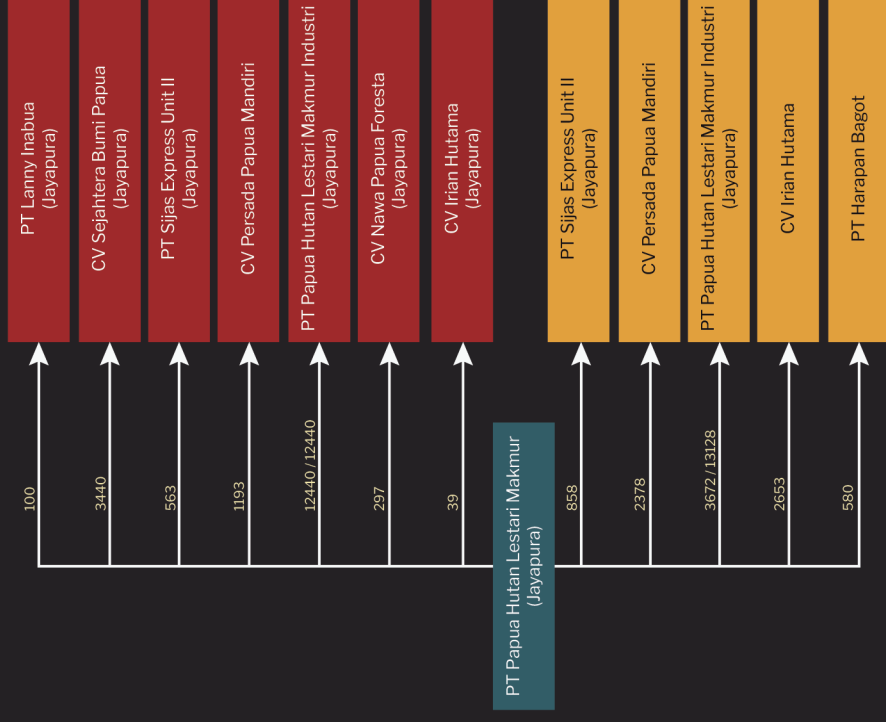 PT Lanny Inabua
(Jayapura)
CV Sejahtera Bumi Papua
(Jayapura)
PT Sijas Express Unit II
(Jayapura)
CV Persada Papua Mandiri
PT Papua Hutan Lestari Makmur Industri
(Jayapura)
CV Nawa Papua Foresta
(Jayapura)
CV Irian Hutama
(Jayapura)
PT Sijas Express Unit II
(Jayapura)
CV Persada Papua Mandiri
PT Papua Hutan Lestari Makmur Industri
(Jayapura)
CV Irian Hutama
PT Harapan Bagot
100
3440
563
1193
12440 / 12440
297
39
858
2378
3672 / 13128
2653
580
PT Papua Hutan Lestari Makmur
(Jayapura)